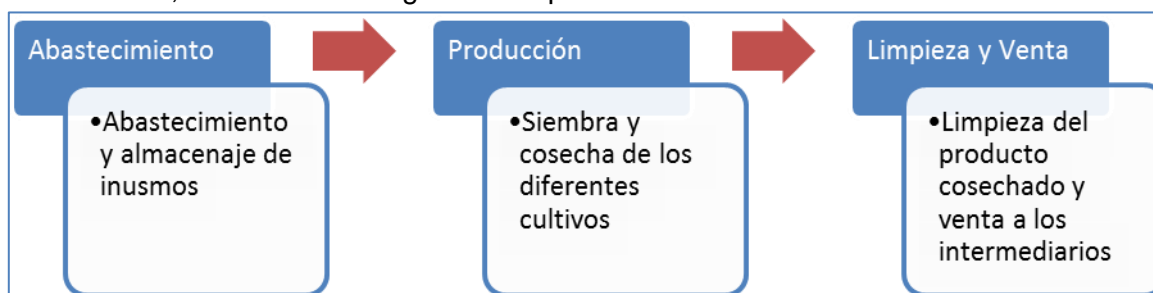 Abastecimiento
•Abastecimiento
y almacenaje de
inusmos
Producción
•Siembra y
cosecha de los
diferentes
cultivos
Limpieza y Venta
•Limpieza del
producto
cosechado y
venta a los
intermediarios